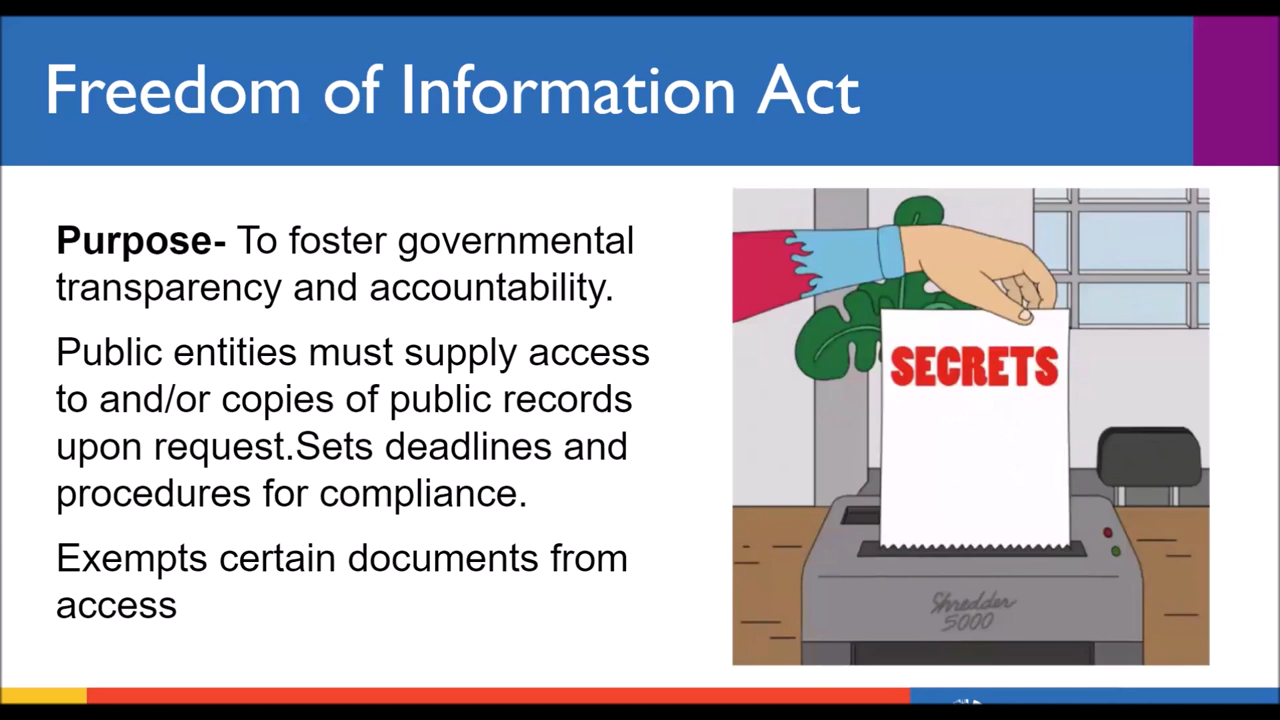 Freedom of Information Act
Purpose- To foster governmental
transparency and accountability.
Public entities must supply access
to and/or copies of public records
upon request.Sets deadlines and
procedures for compliance.
Exempts certain documents from
access
SECRETS
Shredder
5000